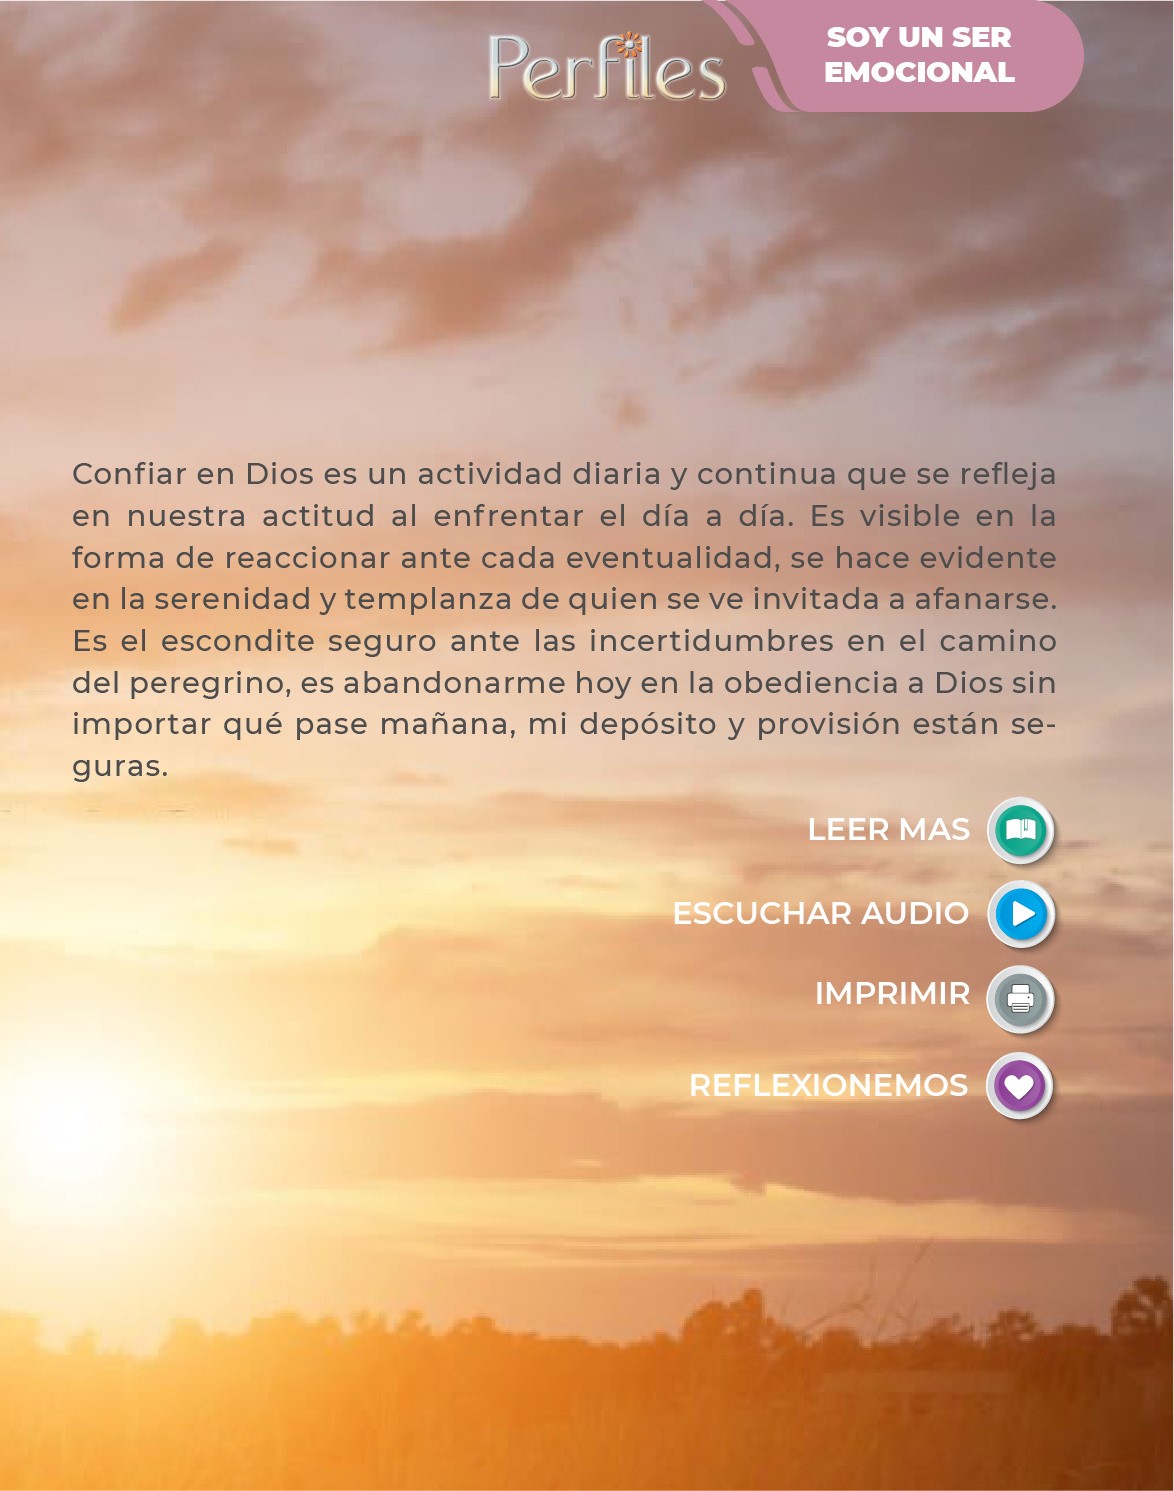 Perfiles
SOY UN SER
EMOCIONAL
Confiar en Dios es un actividad diaria y continua que se refleja
en nuestra actitud al enfrentar el día a día. Es visible en la
forma de reaccionar ante cada eventualidad, se hace evidente
en la serenidad y templanza de quien se ve invitada a afanarse.
Es el escondite seguro ante las incertidumbres en el camino
del peregrino, es abandonarme hoy en la obediencia a Dios sin
importar qué pase mañana, mi depósito y provisión están se-
guras.
LEER MAS
ESCUCHAR AUDIO
IMPRIMIR
REFLEXIONEMOS